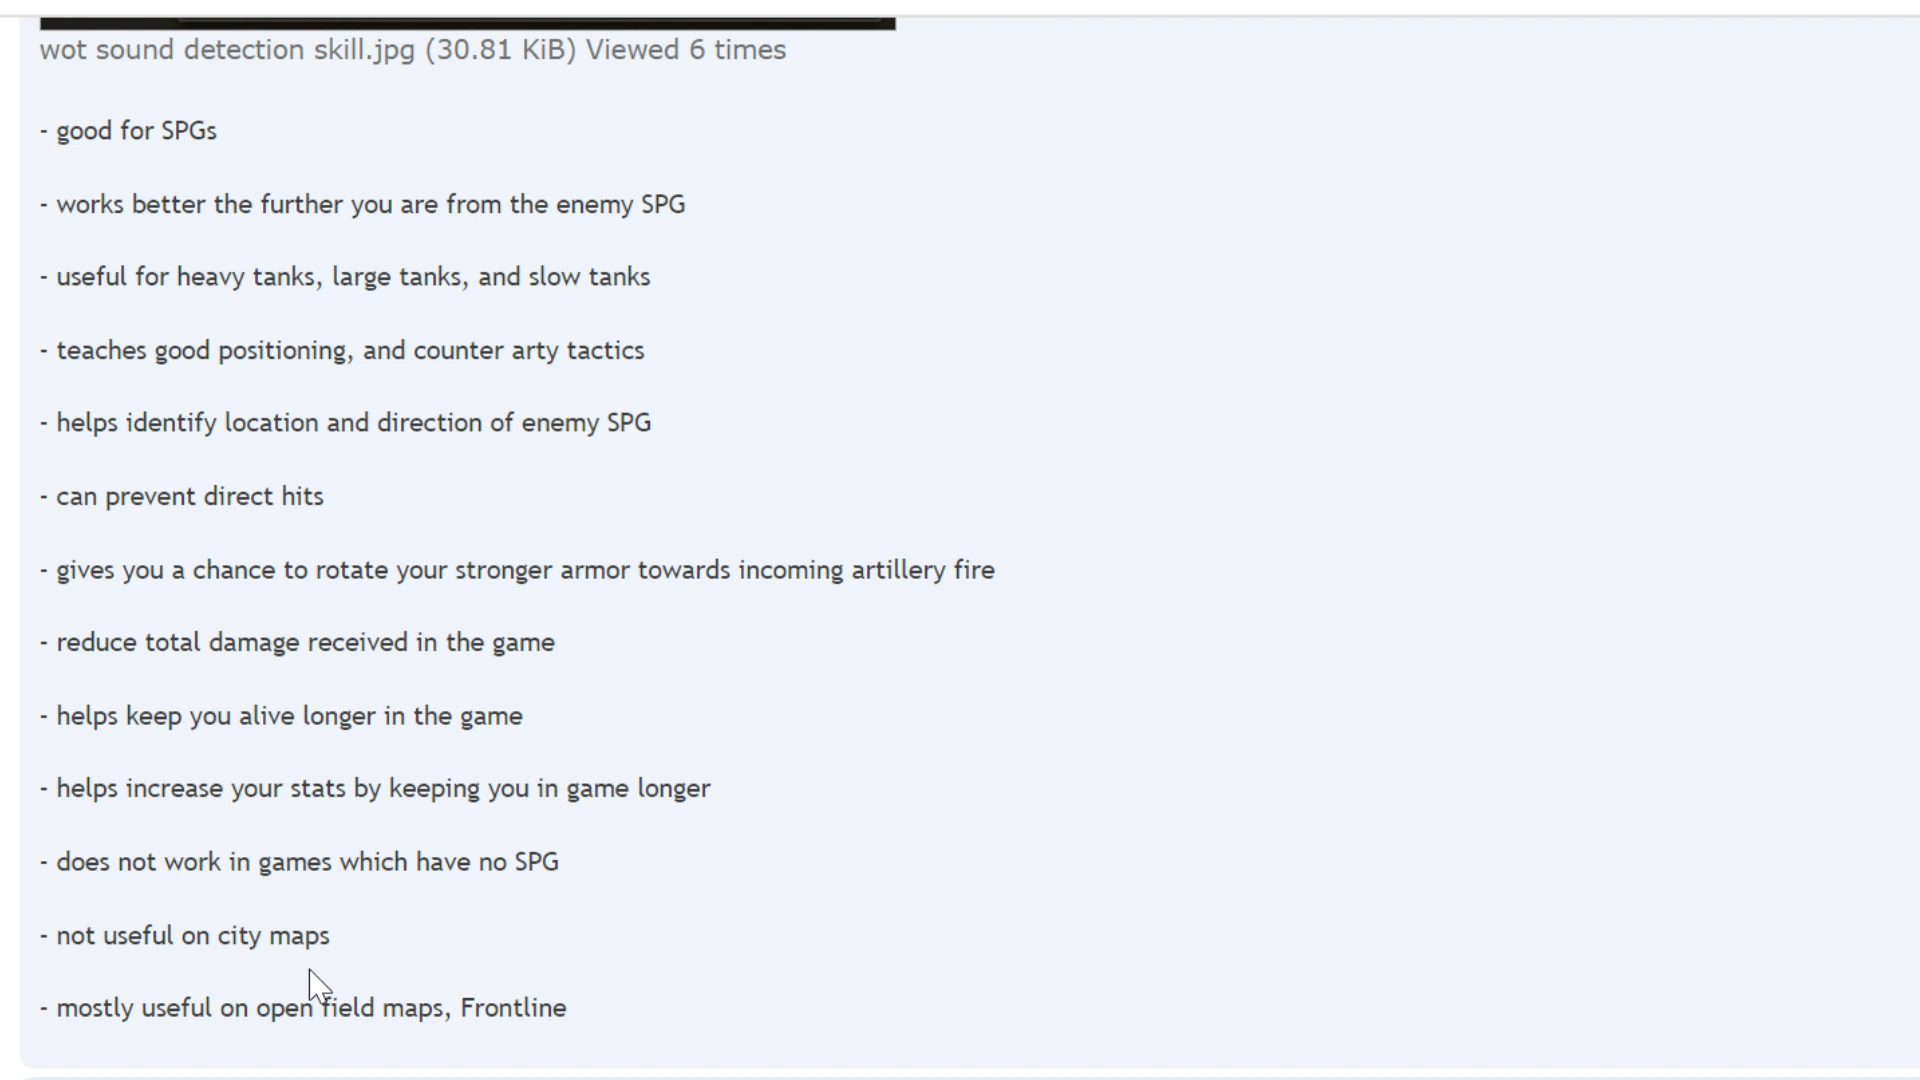 wot sound detection skill.jpg (30.81 KiB) Viewed 6 times
- good for SPGs
- works better the further you are from the enemy SPG
- useful for heavy tanks, large tanks, and slow tanks
- teaches good positioning, and counter arty tactics
- helps identify location and direction of enemy SPG
- can prevent direct hits
- gives you a chance to rotate your stronger armor towards incoming artillery fire
- reduce total damage received in the game
- helps keep you alive longer in the game
- helps increase your stats by keeping you in game longer
- does not work in games which have no SPG
- not useful on city maps
- mostly useful on open field maps, Frontline